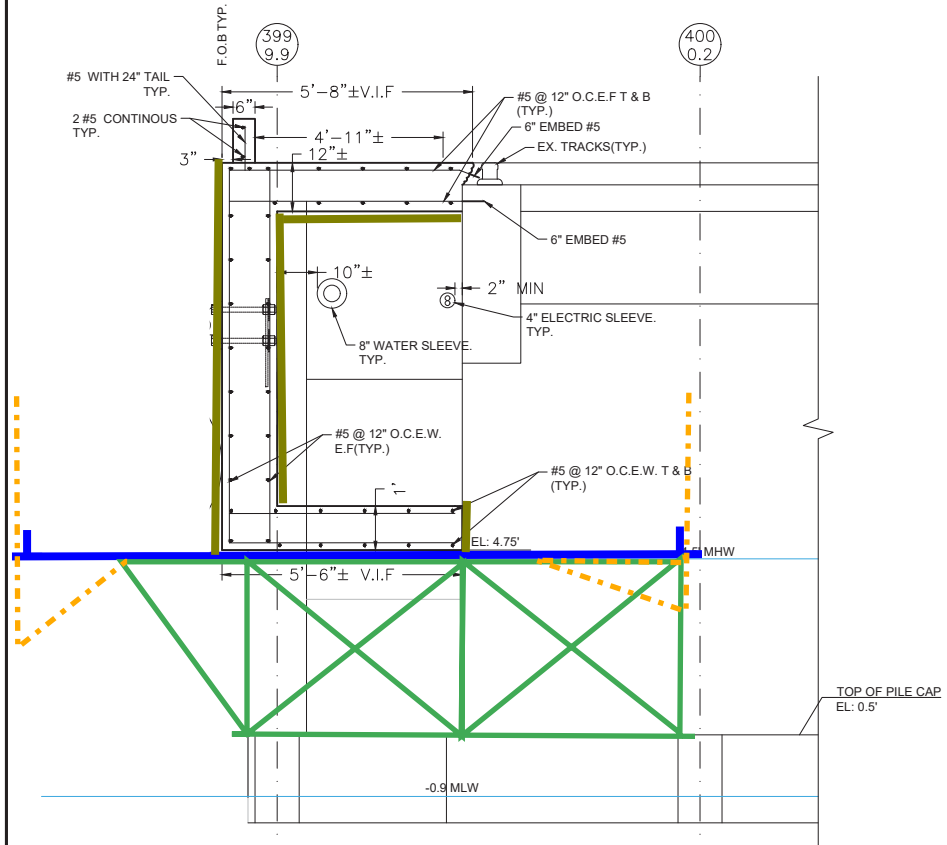 F.O.B TYP.
399
9.9
400
0.2
#5 WITH 24" TAIL
TYP.
5'-8"±V.I.F
6"
#5 @ 12" O.C.E.F T & B
(TYP.)
2 #5 CONTINOUS
TYP.
4'-11"±
6" EMBED #5
EX. TRACKS(TYP.)
3"
12"±
6" EMBED #5
10"±
2" MIN
8
4" ELECTRIC SLEEVE.
TYP.
8" WATER SLEEVE.
TYP.
#5 @ 12" O.C.E.W.
E.F(TYP.)
#5 @ 12" O.C.E.W. T & B
(TYP.)
1'
EL: 4.75'
MHW
5'-6"± V.I.F
TOP OF PILE CAP
EL: 0.5'
-0.9 MLW